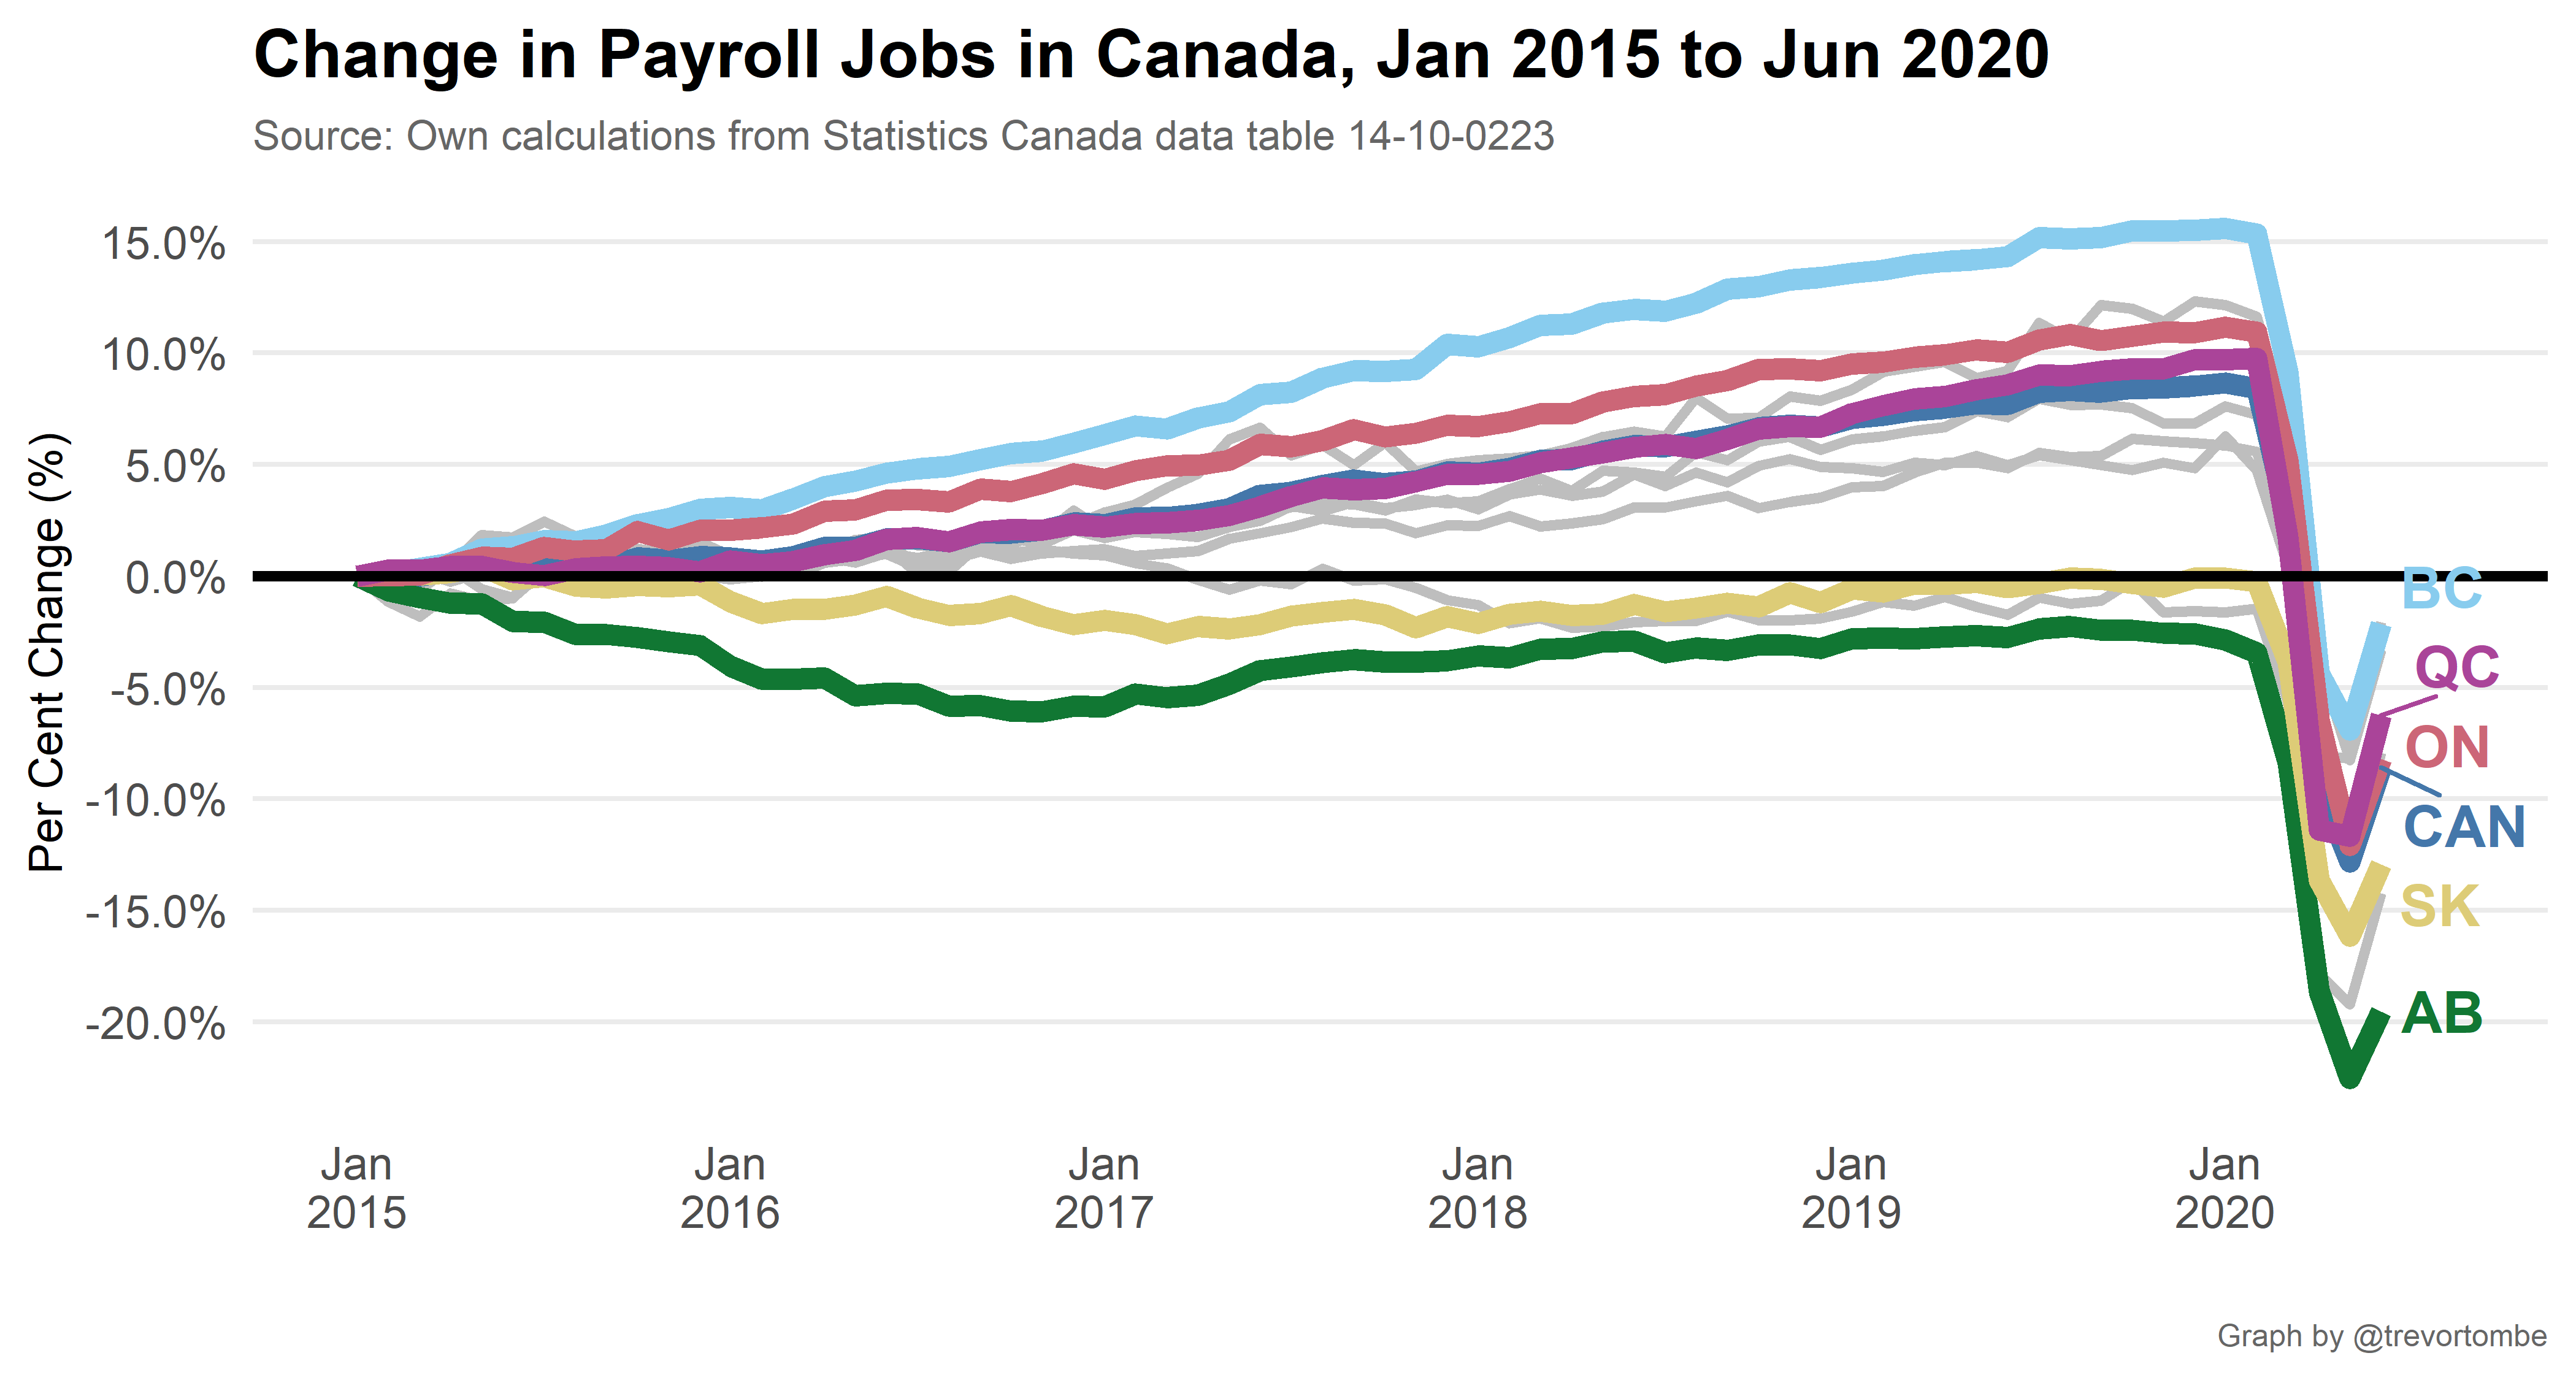 Change in Payroll Jobs in Canada, Jan 2015 to Jun 2020
Source: Own calculations from Statistics Canada data table 14-10-0223
Per Cent Change (%)
15.0%
10.0%
5.0%
0.0%
-5.0%
-10.0%
-15.0%
-20.0%
BC
QC
ON
CAN
SK
AB
Jan
2015
Jan
2016
Jan
2017
Jan
2018
Jan
2019
Jan
2020
Graph by @trevortombe